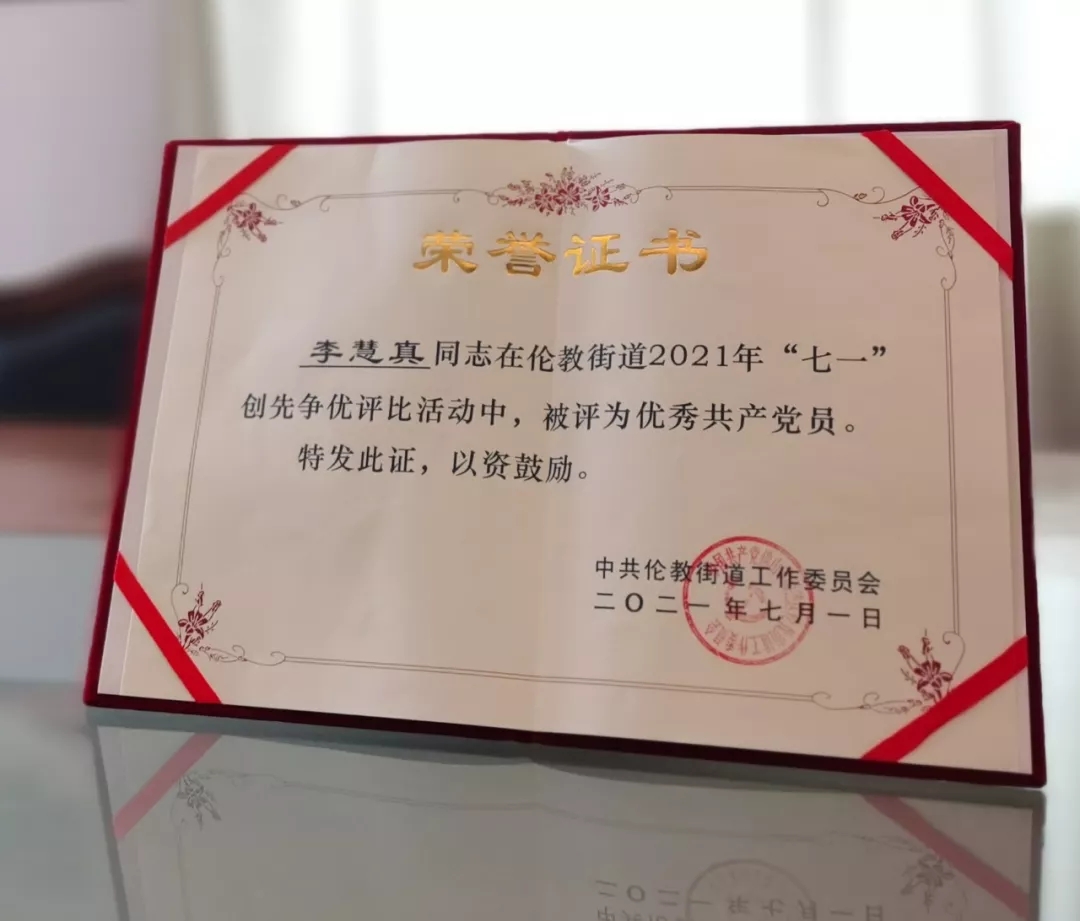 荣誉证书
李慧真同志在伦教街道2021年“七一”
创先争优评比活动中，被评为优秀共产党员。
特发此证，以资鼓励。
中共伦教街道工作委员会
二〇二一年七月一日